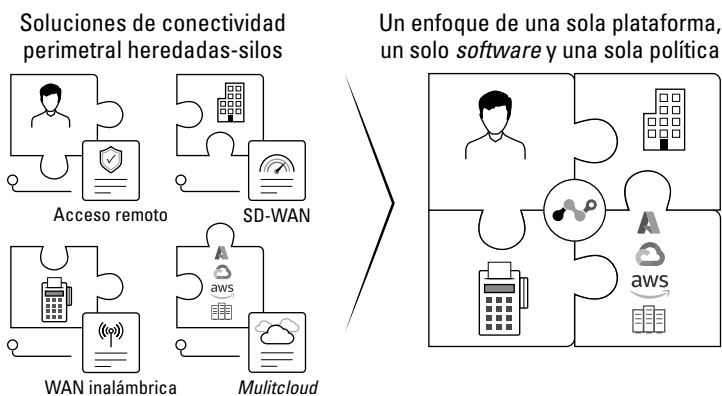 Soluciones de conectividad
perimetral heredadas-silos
Un enfoque de una sola plataforma,
un solo software y una sola política
Acceso remoto
SD-WAN
aws
WAN inalámbrica
Mulitcloud
aws